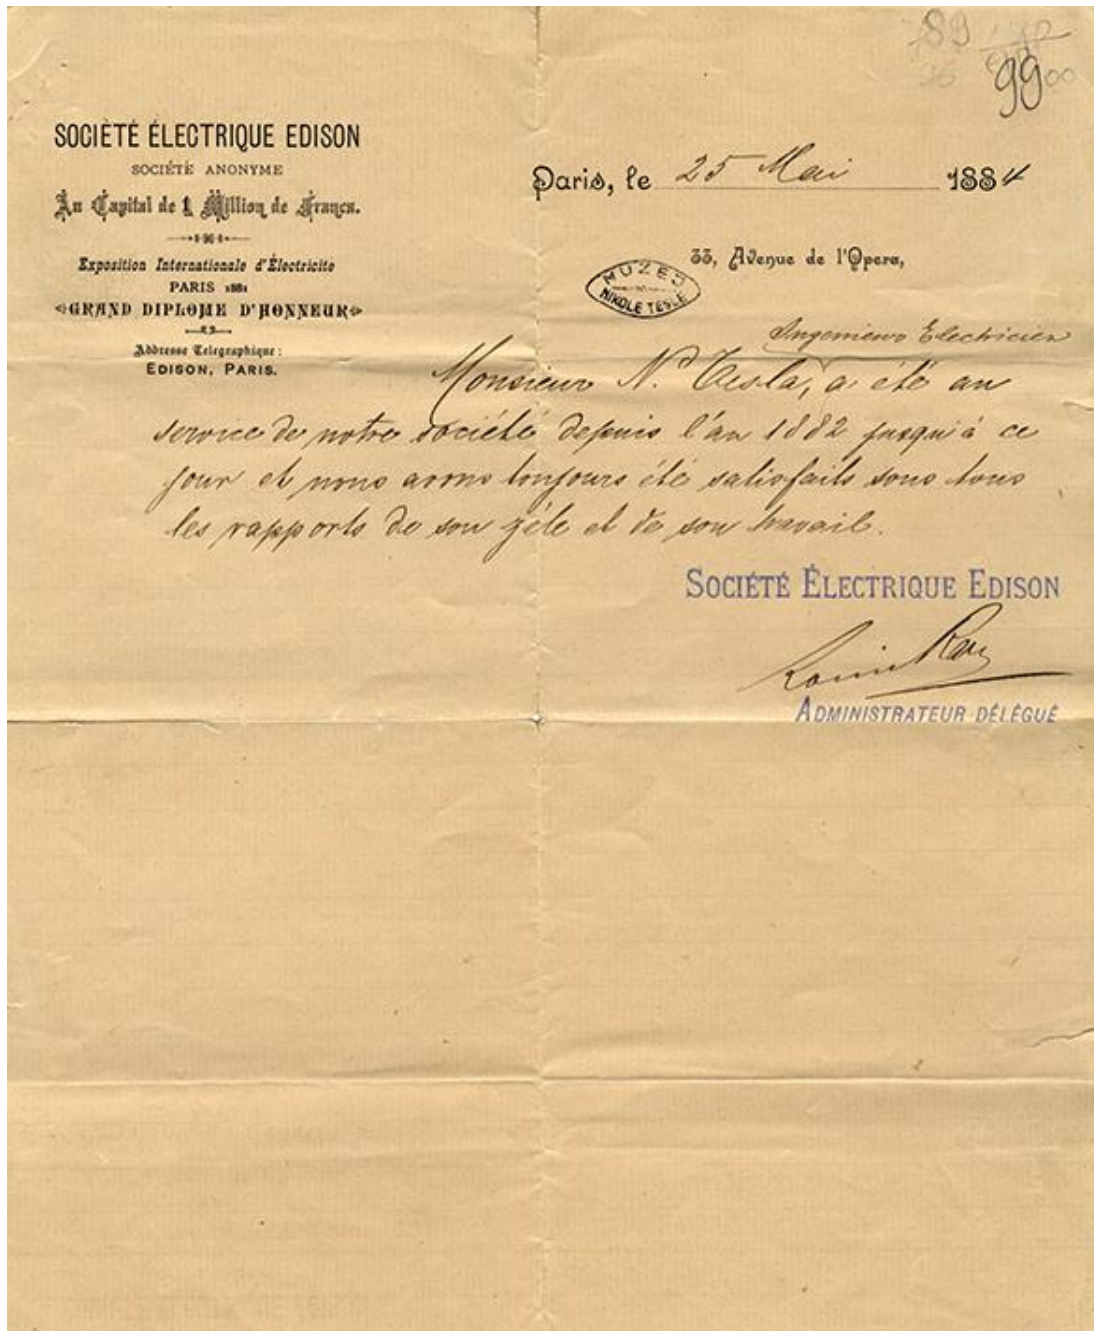 99
SOCIÉTÉ ÉLECTRIQUE EDISON
SOCIÉTÉ ANONYME
Au Capital de 1 Million de Francs.
Exposition Internationale d'Électricité
PARIS 1881
GRAND DIPLOME D'HONNEUR
Addresse Telegraphique:
EDISON, PARIS.
Paris, le 25 Mai 1884
33, Avenue de l'Opera,
MUZEJ
NIKOLE TESLE
Ingenieur Electricien
Monsieur N. Tesla, a été au
service de notre société depuis l'an 1882 jusqu'à ce
jour et nous avons toujours été satisfaits sous tous
les rapports de son zèle et de son travail.
SOCIÉTÉ ÉLECTRIQUE EDISON
ADMINISTRATEUR DÉLÉGUÉ